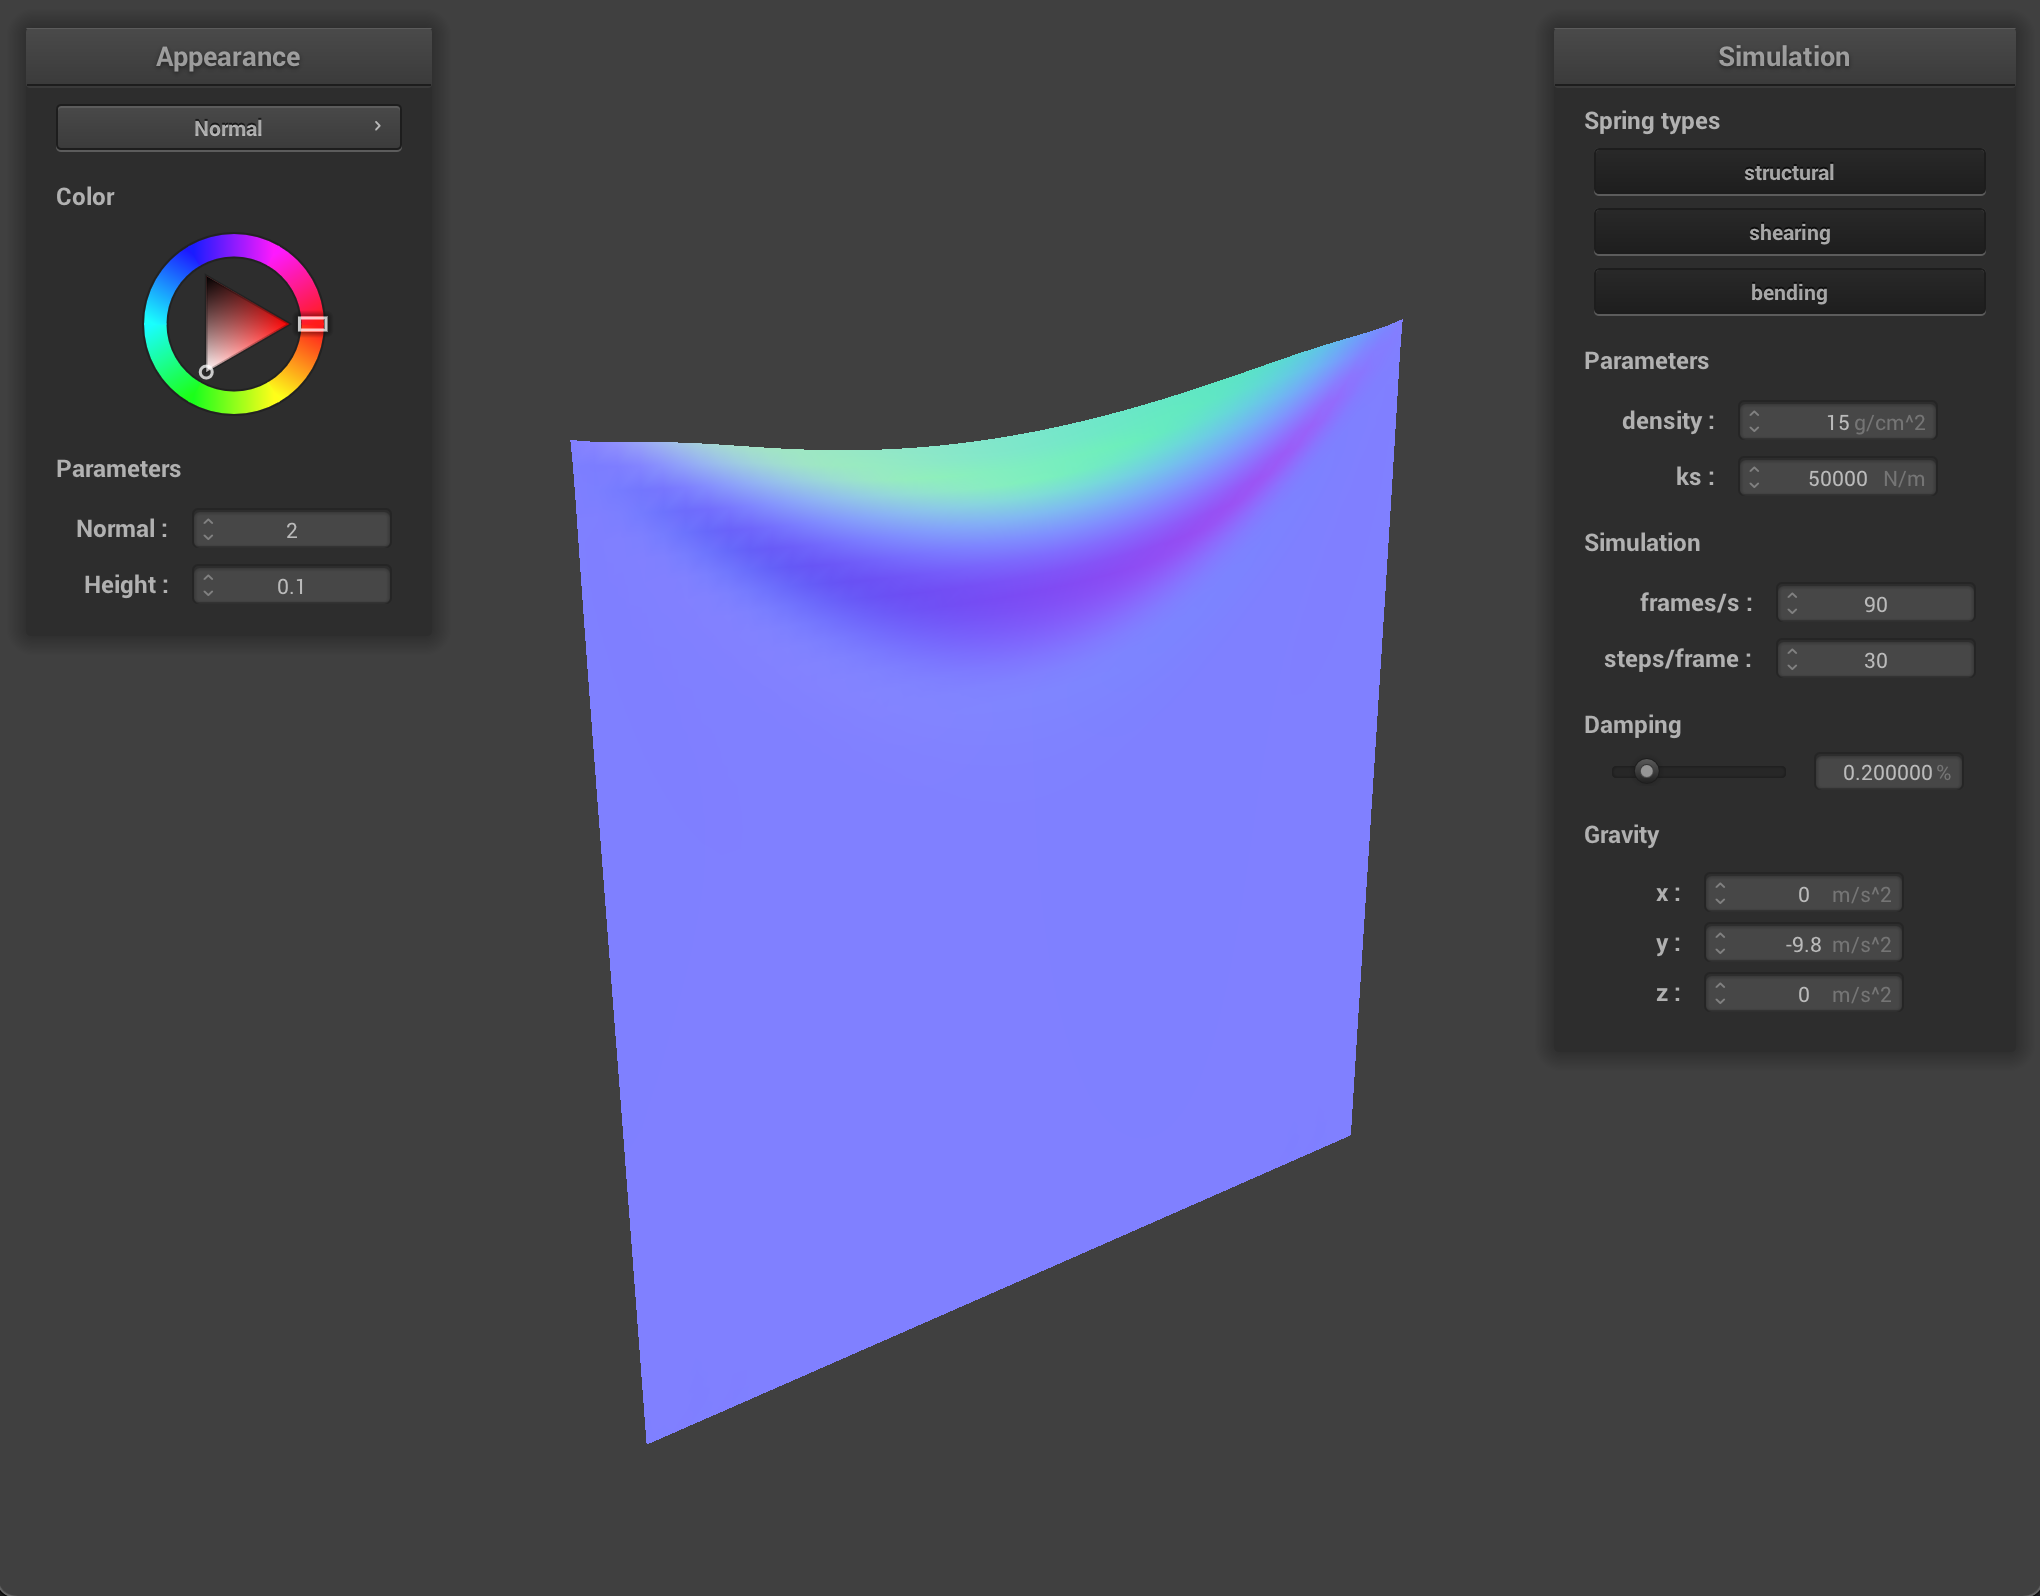 Appearance
Normal
Color
Parameters
Normal : 2
Height : 0.1
Simulation
Spring types
structural
shearing
bending
Parameters
density : 15 g/cm^2
ks : 50000 N/m
Simulation
frames/s : 90
steps/frame : 30
Damping
0.200000 %
Gravity
x : 0 m/s^2
y : -9.8 m/s^2
z : 0 m/s^2